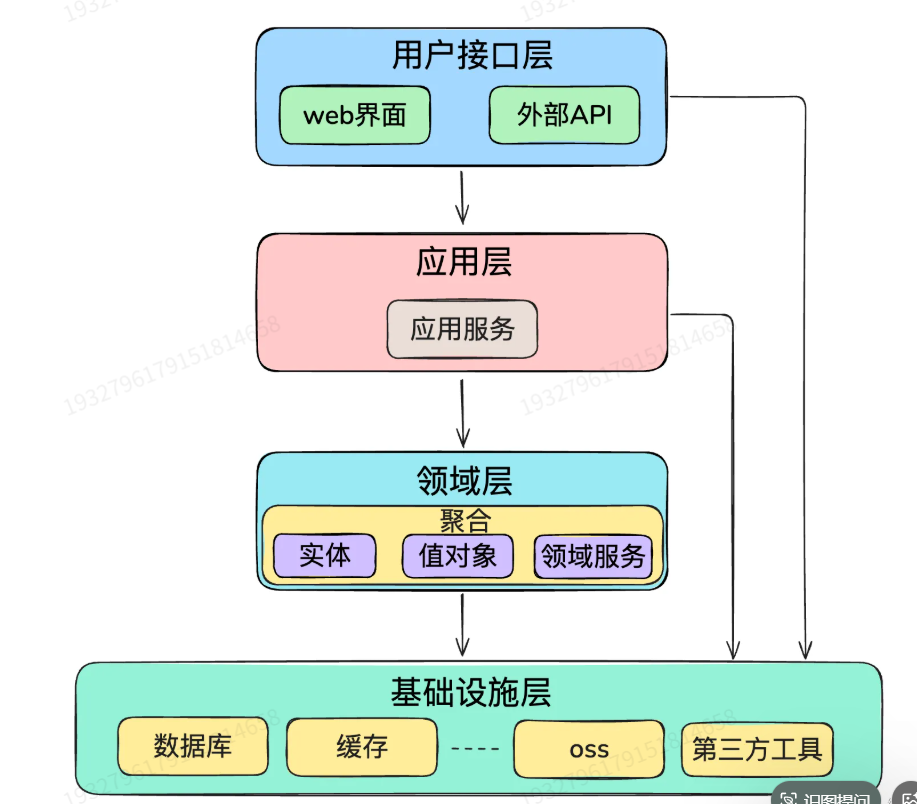 用户接口层
web界面
外部API
应用层
应用服务
1932796179151814658
1932796179151814658
领域层
聚合
实体
值对象
领域服务
基础设施层
数据库
缓存
oss
第三方工具
识图提问